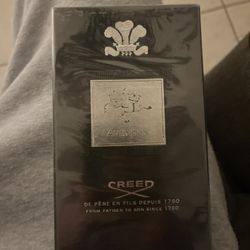 CREED
DE PÈRE EN FILS DEPUIS 1760
FROM FATHER TO SON SINCE 1760